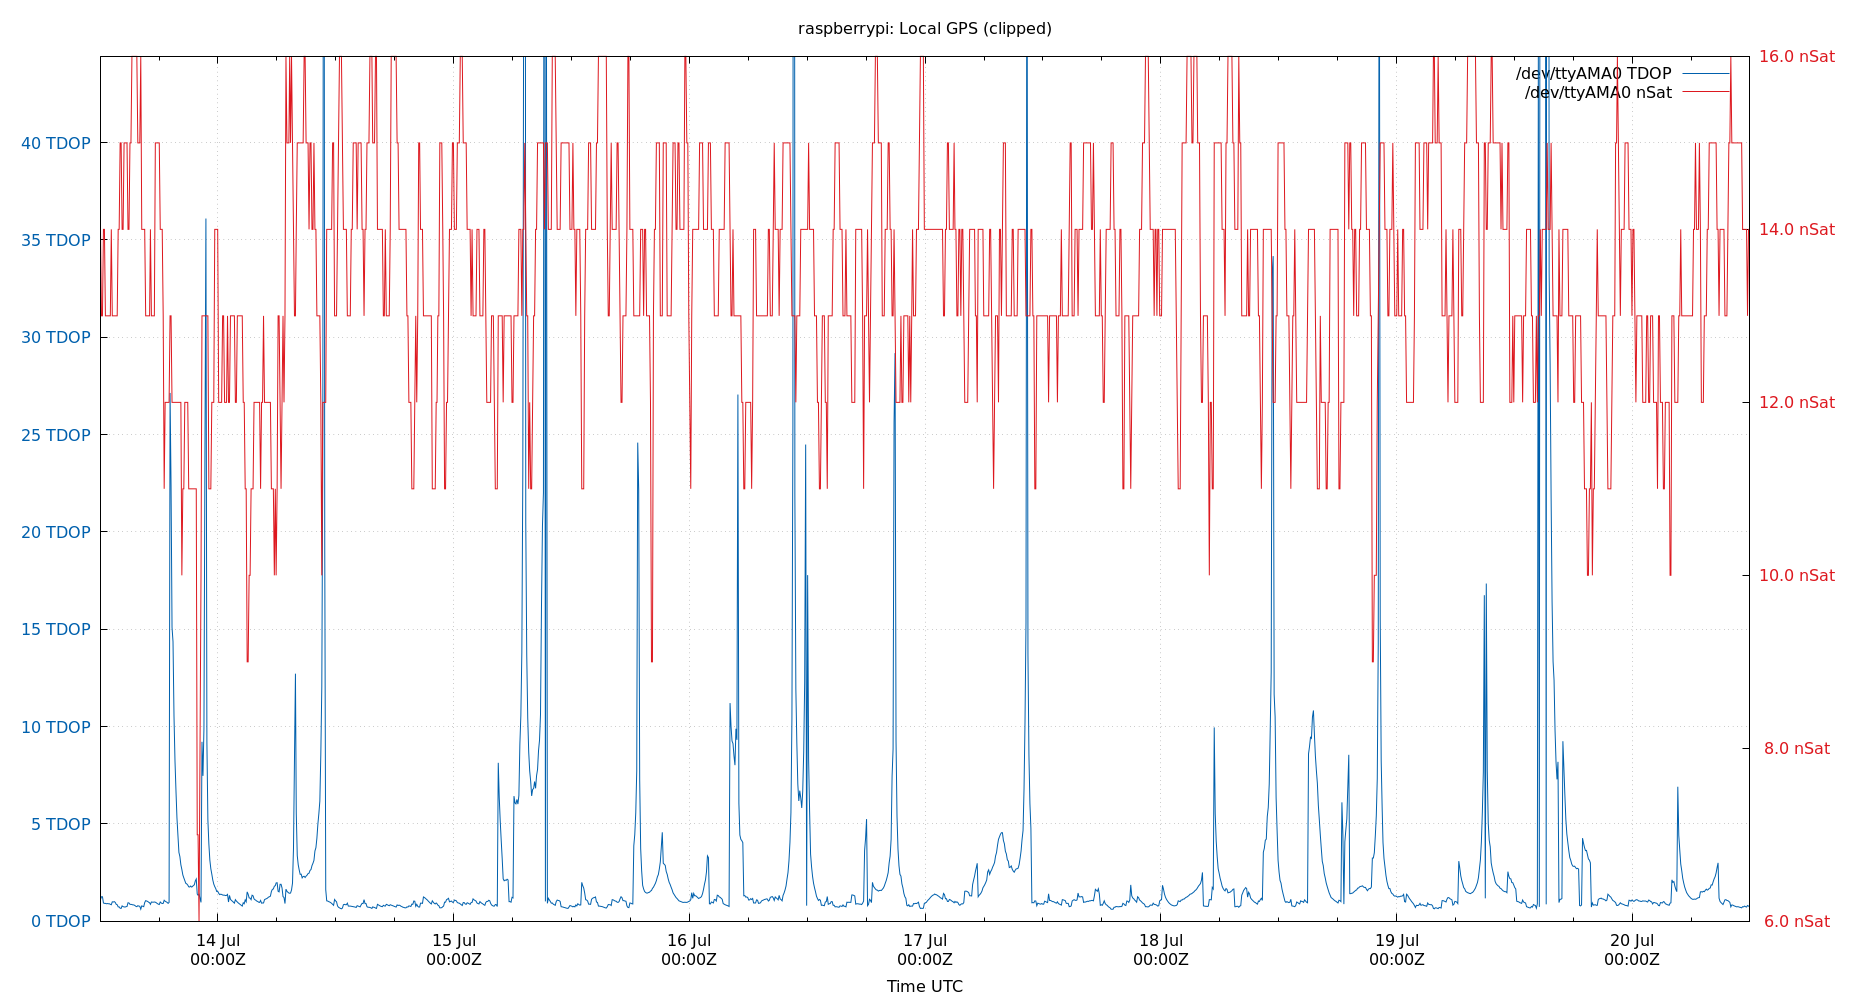 raspberrypi: Local GPS (clipped)
/dev/ttyAMA0 TDOP
/dev/ttyAMA0 nSat
40 TDOP
35 TDOP
30 TDOP
25 TDOP
20 TDOP
15 TDOP
10 TDOP
5 TDOP
0 TDOP
16.0 nSat
14.0 nSat
12.0 nSat
10.0 nSat
8.0 nSat
6.0 nSat
14 Jul
00:00Z
15 Jul
00:00Z
16 Jul
00:00Z
17 Jul
00:00Z
18 Jul
00:00Z
19 Jul
00:00Z
20 Jul
00:00Z
Time UTC